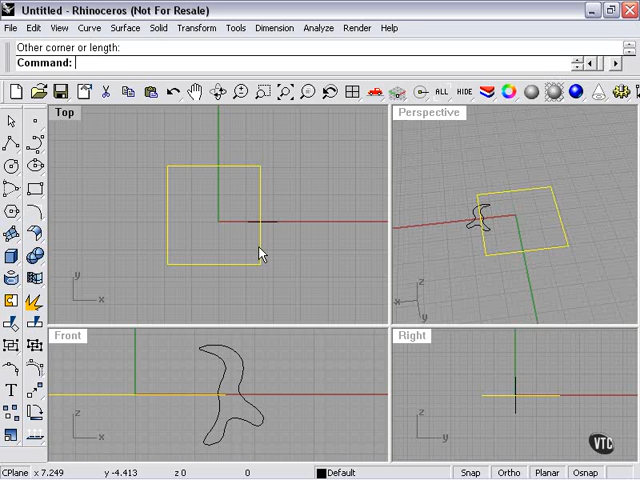 Untitled - Rhinoceros (Not For Resale)
File Edit View Curve Surface Solid Transform Tools Dimension Analyze Render Help
Other corner or length:
Command:
ALL HIDE
Top
Perspective
y
x
z
x
y
Front
Right
z
x
z
y
T
VTC
CPlane x 7.249 y -4.413 z 0 0 Default Snap Ortho Planar Osnap